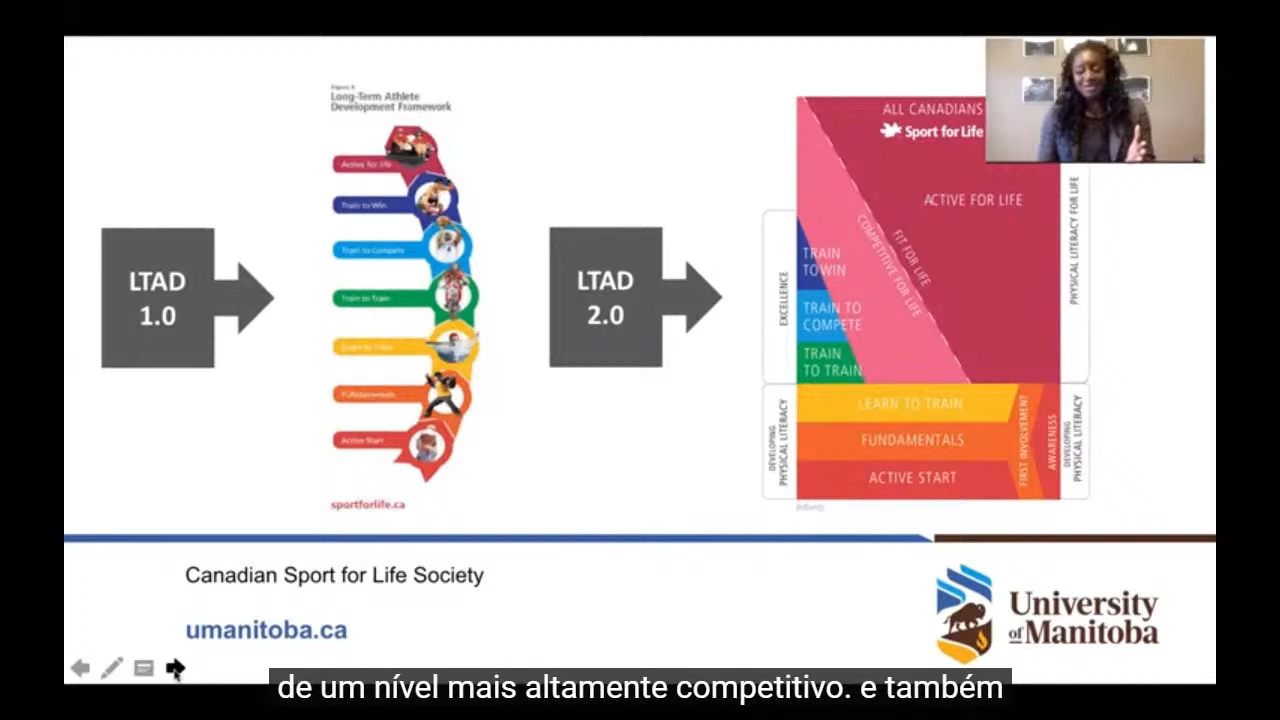 Long-Term Athlete
Development Framework
Active for life
Train to Win
Train to Compete
Train to Train
Learn to Train
FUNdamentals
Active Start
sportforlife.ca
LTAD
1.0
LTAD
2.0
ALL CANADIANS
Sport for Life
ACTIVE FOR LIFE
FIT FOR LIFE
COMPETITIVE FOR LIFE
TRAIN
TO WIN
TRAIN TO
COMPETE
TRAIN
TO TRAIN
LEARN TO TRAIN
FUNDAMENTALS
ACTIVE START
FIRST INVOLVEMENT
AWARENESS
EXCELLENCE
DEVELOPING
PHYSICAL LITERACY
PHYSICAL LITERACY FOR LIFE
DEVELOPING
PHYSICAL LITERACY
Infants
Canadian Sport for Life Society
umanitoba.ca
University
of Manitoba
de um nível mais altamente competitivo. e também